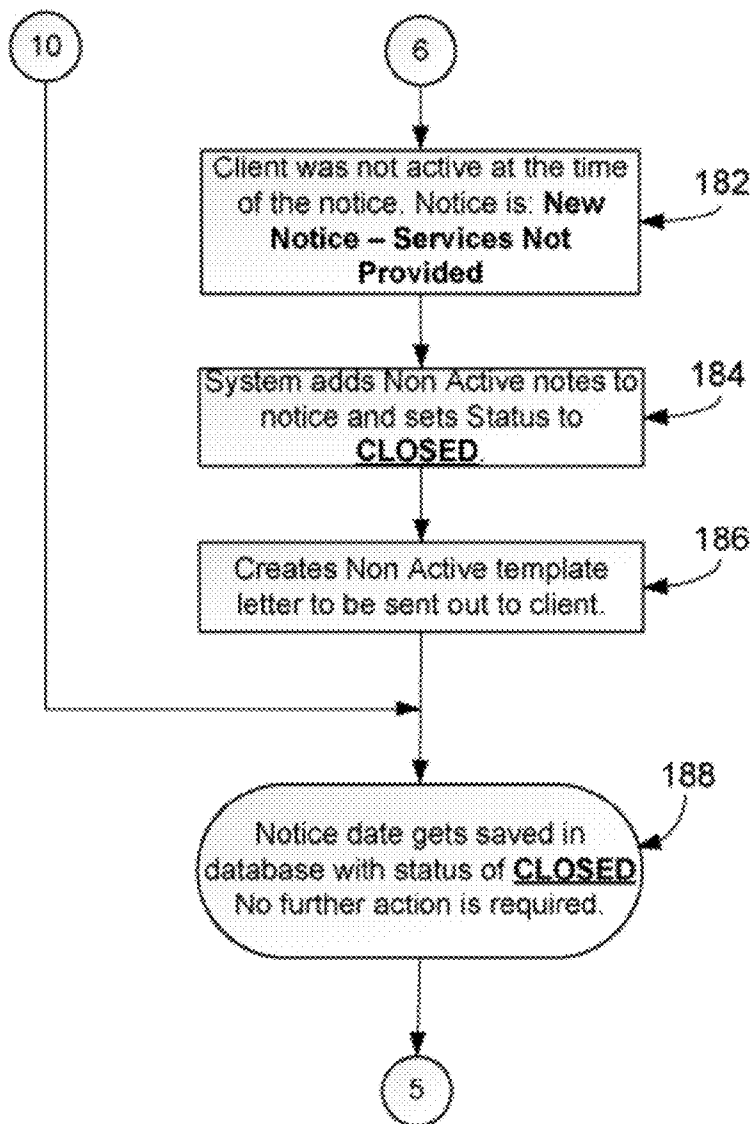 10
6
Client was not active at the time
of the notice. Notice is: New
Notice – Services Not
Provided
182
System adds Non Active notes to
notice and sets Status to
CLOSED.
184
Creates Non Active template
letter to be sent out to client.
186
Notice date gets saved in
database with status of CLOSED
No further action is required.
188
5